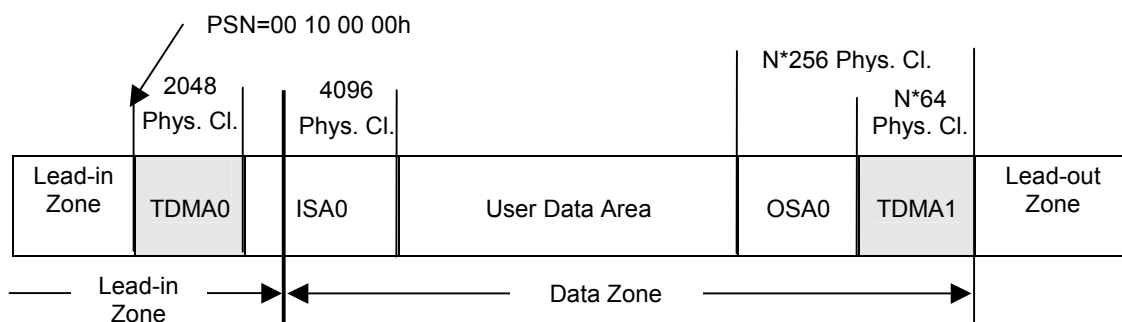 PSN=00 10 00 00h
N*256 Phys. Cl.
2048
Phys. Cl.
4096
Phys. Cl.
N*64
Phys. Cl.
Lead-in
Zone
TDMA0
ISA0
User Data Area
OSA0
TDMA1
Lead-out
Zone
Lead-in
Zone
Data Zone